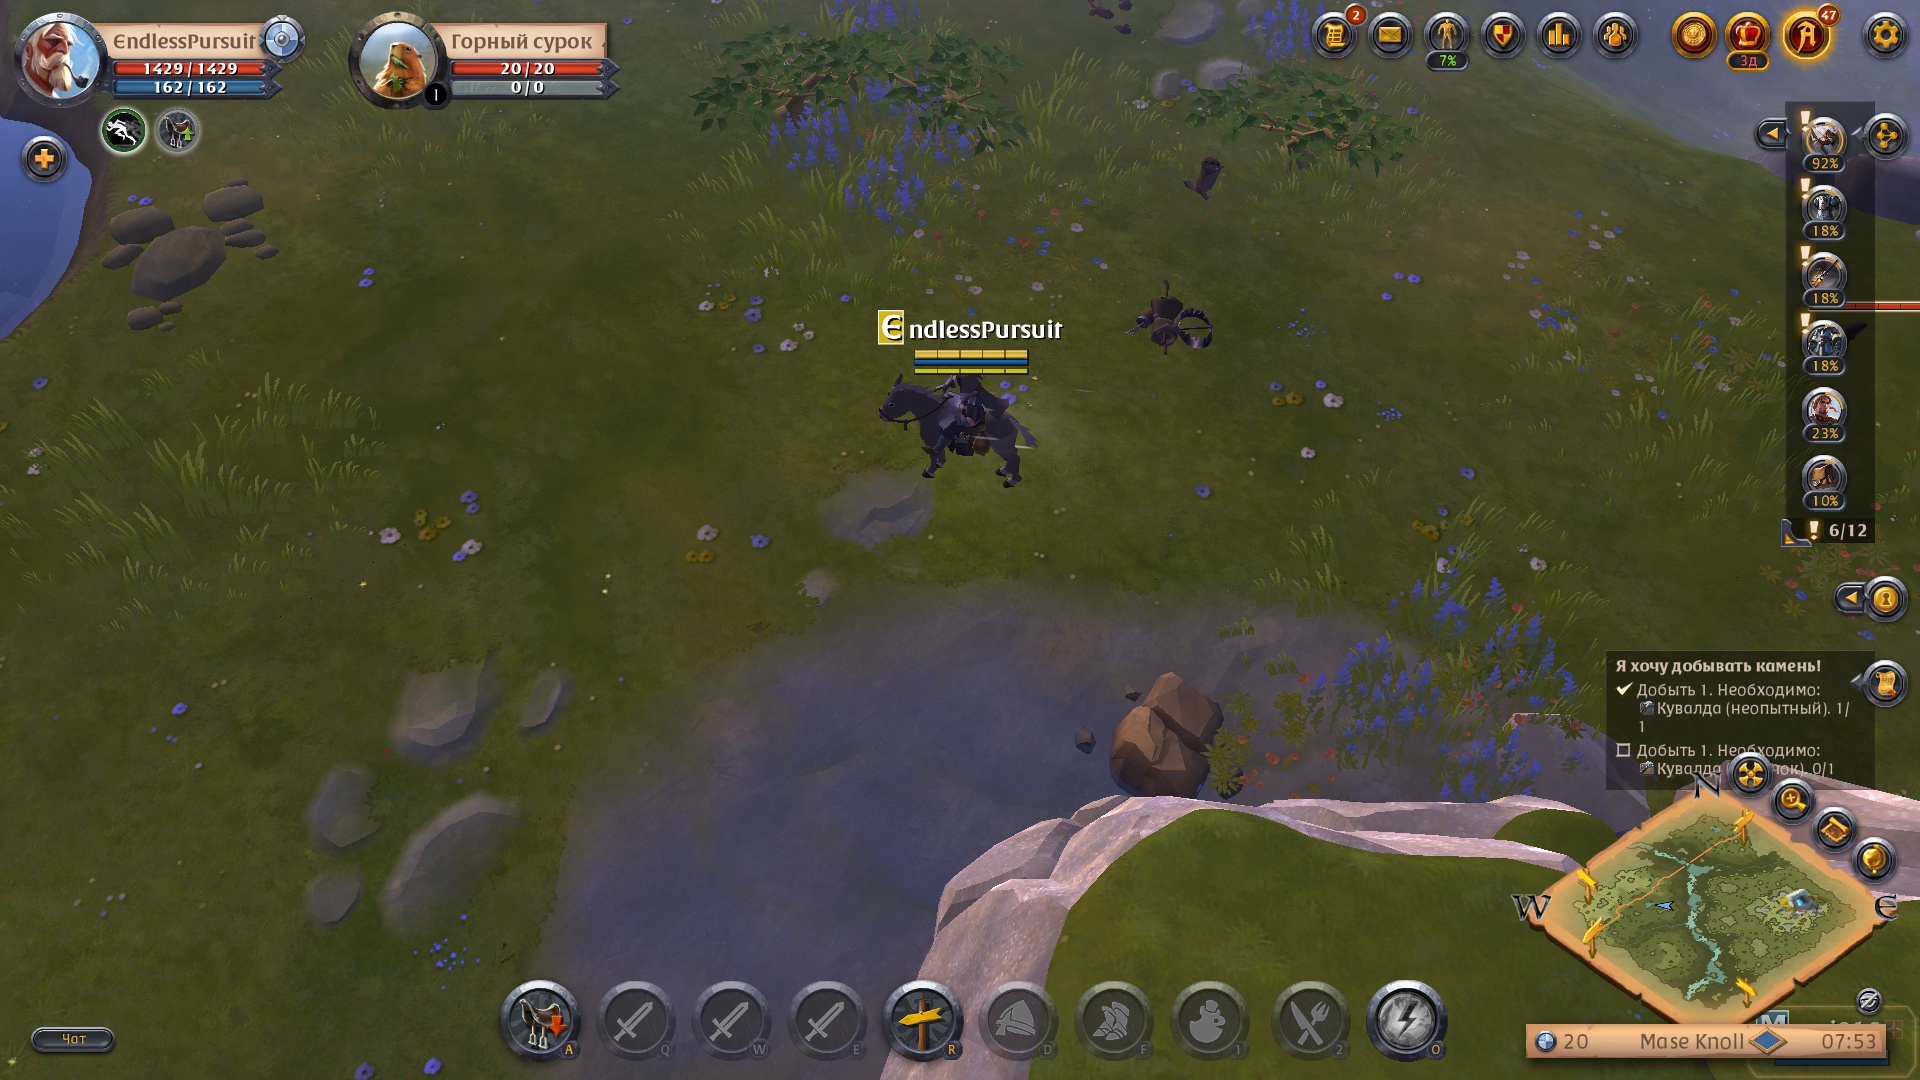 ЄndlessPursuit
1429 / 1429
162 / 162
Горный сурок
20 / 20
0 / 0
I
2
7%
3д
47
92%
18%
18%
18%
23%
10%
6/12
ЄndlessPursuit
Я хочу добывать камень!
Добыть 1. Необходимо:
Кувалда (неопытный). 1/
1
Добыть 1. Необходимо:
Кувалда
0/1
N
W
Є
A
Q
W
E
R
D
F
1
2
O
Чат
20
Mase Knoll
07:53